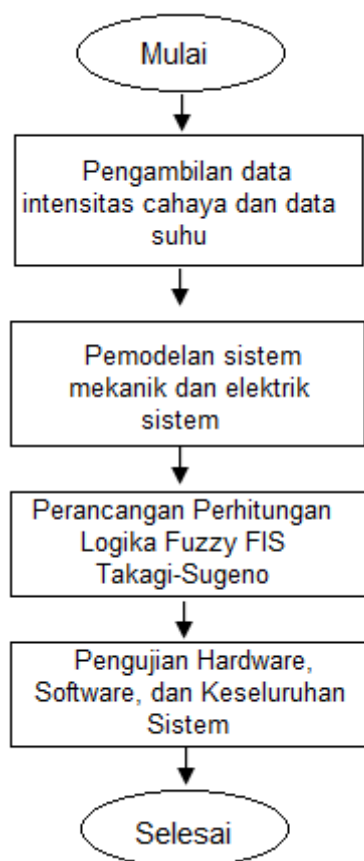 Mulai
Pengambilan data
intensitas cahaya dan data
suhu
Pemodelan sistem
mekanik dan elektrik
sistem
Perancangan Perhitungan
Logika Fuzzy FIS
Takagi-Sugeno
Pengujian Hardware,
Software, dan Keseluruhan
Sistem
Selesai